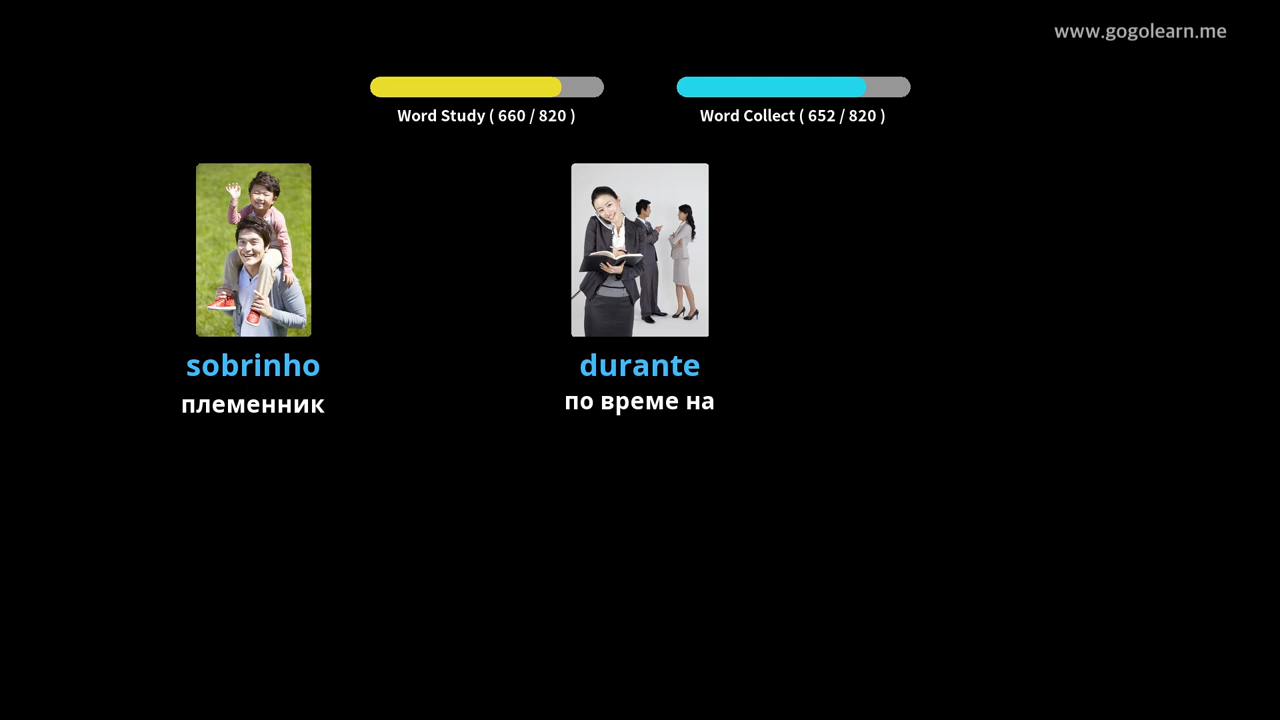 www.gogolearn.me
Word Study ( 660 / 820 )
Word Collect ( 652 / 820 )
sobrinho
племенник
durante
по време на